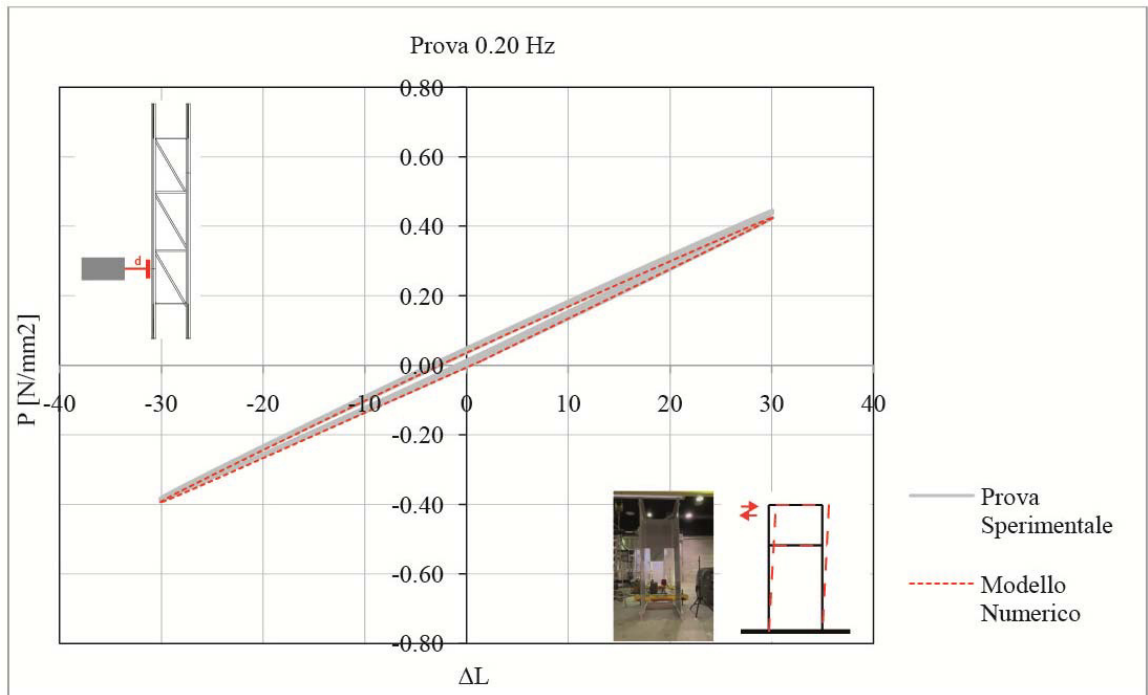 Prova 0.20 Hz
0.80
0.60
0.40
0.20
0.00
-40 -30 -20 -10 0 10 20 30 40
-0.20
-0.40
-0.60
-0.80
P [N/mm2]
ΔL
d
Prova
Sperimentale
Modello
Numerico